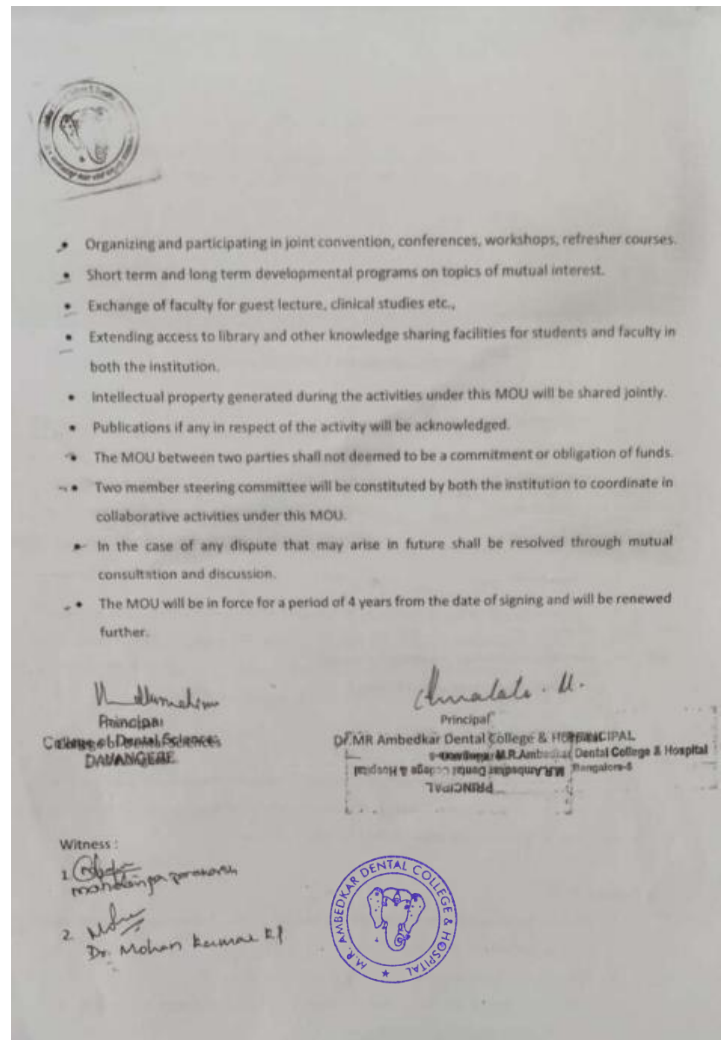 • Organizing and participating in joint convention, conferences, workshops, refresher courses.
• Short term and long term developmental programs on topics of mutual interest.
• Exchange of faculty for guest lecture, clinical studies etc.,
• Extending access to library and other knowledge sharing facilities for students and faculty in
both the institution.
• Intellectual property generated during the activities under this MOU will be shared jointly.
• Publications if any in respect of the activity will be acknowledged.
• The MOU between two parties shall not deemed to be a commitment or obligation of funds.
• Two member steering committee will be constituted by both the institution to coordinate in
collaborative activities under this MOU.
• In the case of any dispute that may arise in future shall be resolved through mutual
consultation and discussion.
• The MOU will be in force for a period of 4 years from the date of signing and will be renewed
further.
Principal
College of Dental Sciences
DAVANGERE
Principal
Dr.MR Ambedkar Dental College & Hospital
PRINCIPAL
M.R.Ambedkar Dental College & Hospital
Bangalore-5
M.R.Ambedkar Dental College & Hospital
PRINCIPAL
Witness :
1.
2.
Dr. Mohan Kumar K P
M.R. AMBEDKAR DENTAL COLLEGE & HOSPITAL